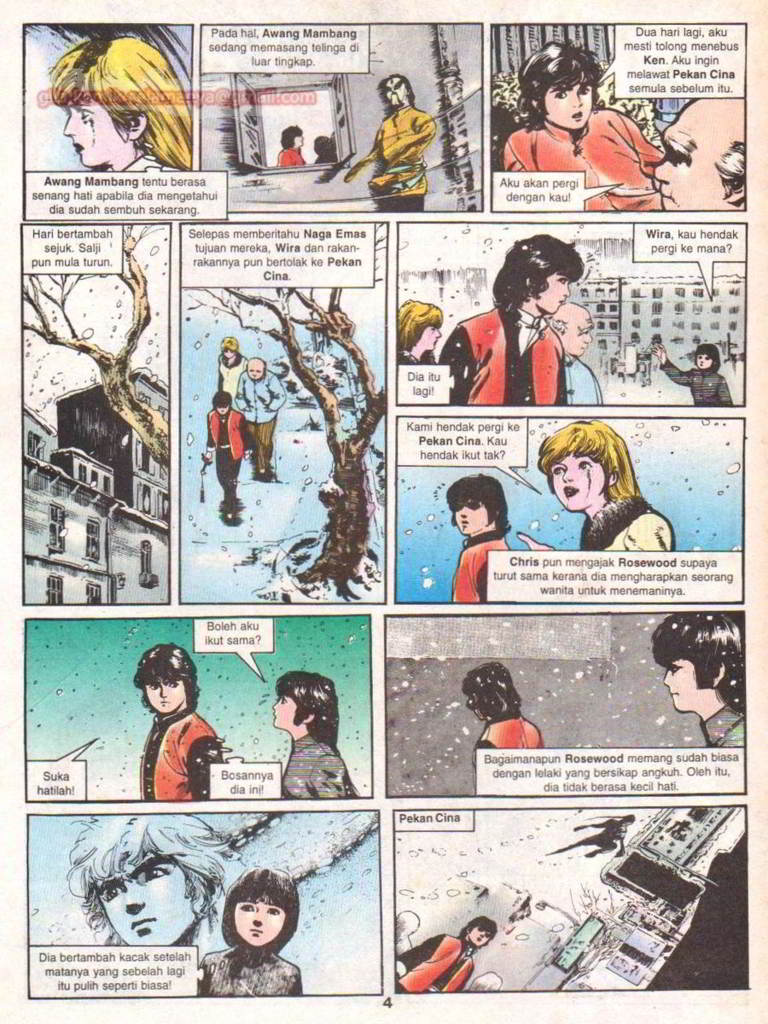 Awang Mambang tentu berasa
senang hati apabila dia mengetahui
dia sudah sembuh sekarang.
Pada hal, Awang Mambang
sedang memasang telinga di
luar tingkap.
Dua hari lagi, aku
mesti tolong menebus
Ken. Aku ingin
melawat Pekan Cina
semula sebelum itu.
Aku akan pergi
dengan kau!
Hari bertambah
sejuk. Salji
pun mula turun.
Selepas memberitahu Naga Emas
tujuan mereka, Wira dan rakan-
rakannya pun bertolak ke Pekan
Cina.
Wira, kau hendak
pergi ke mana?
Dia itu
lagi!
Kami hendak pergi ke
Pekan Cina. Kau
hendak ikut tak?
Chris pun mengajak Rosewood supaya
turut sama kerana dia mengharapkan seorang
wanita untuk menemaninya.
Boleh aku
ikut sama?
Suka
hatilah!
Bosannya
dia ini!
Bagaimanapun Rosewood memang sudah biasa
dengan lelaki yang bersikap angkuh. Oleh itu,
dia tidak berasa kecil hati.
Dia bertambah kacak setelah
matanya yang sebelah lagi
itu pulih seperti biasa!
Pekan Cina
4